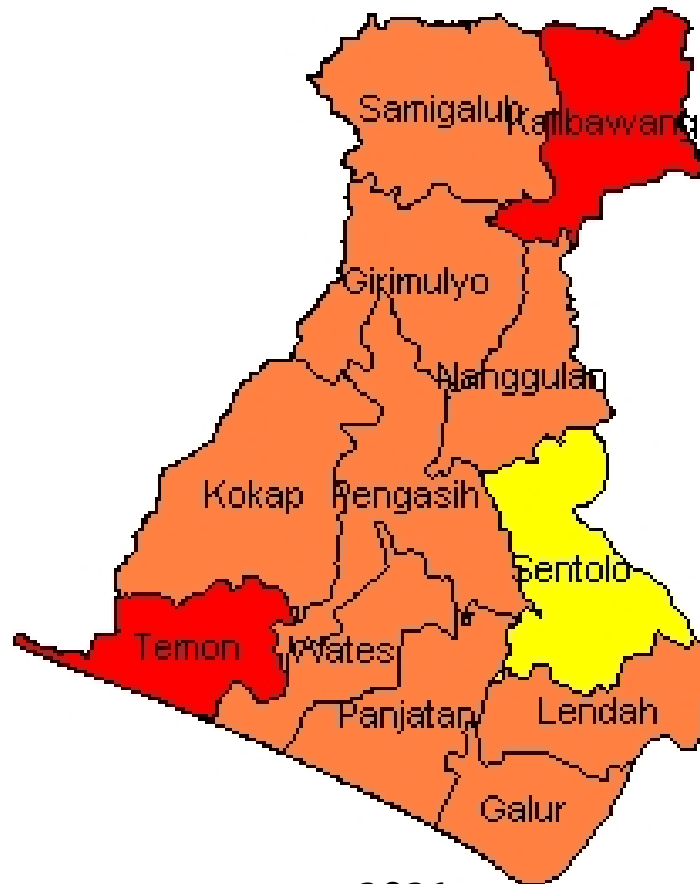 Samigaluh
Kalibawang
Girimulyo
Nanggulan
Kokap
Pengasih
Sentolo
Temon
Wates
Panjatan
Lendah
Galur